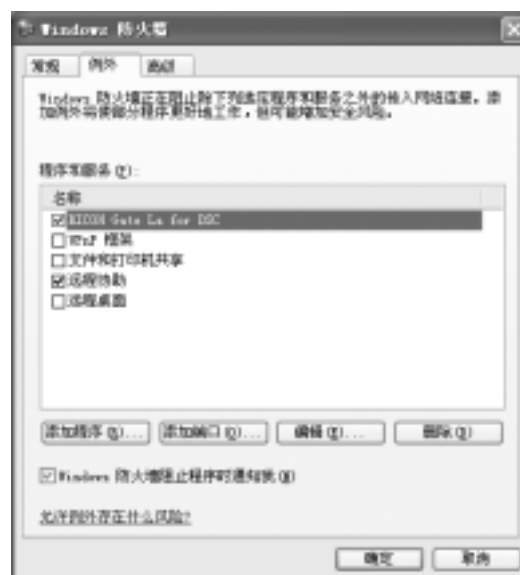 Windows 防火墙
常规 例外 高级
Windows 防火墙正在阻止除下列选定程序和服务之外的传入网络连接。添
加例外将使部分程序更好地工作，但可能增加安全风险。
程序和服务(P):
名称
RICOH Gate La for DSC
UPnP 框架
文件和打印机共享
远程协助
远程桌面
添加程序(R)... 添加端口(O)... 编辑(E)... 删除(D)
Windows 防火墙阻止程序时通知我(N)
允许例外存在什么风险?
确定 取消